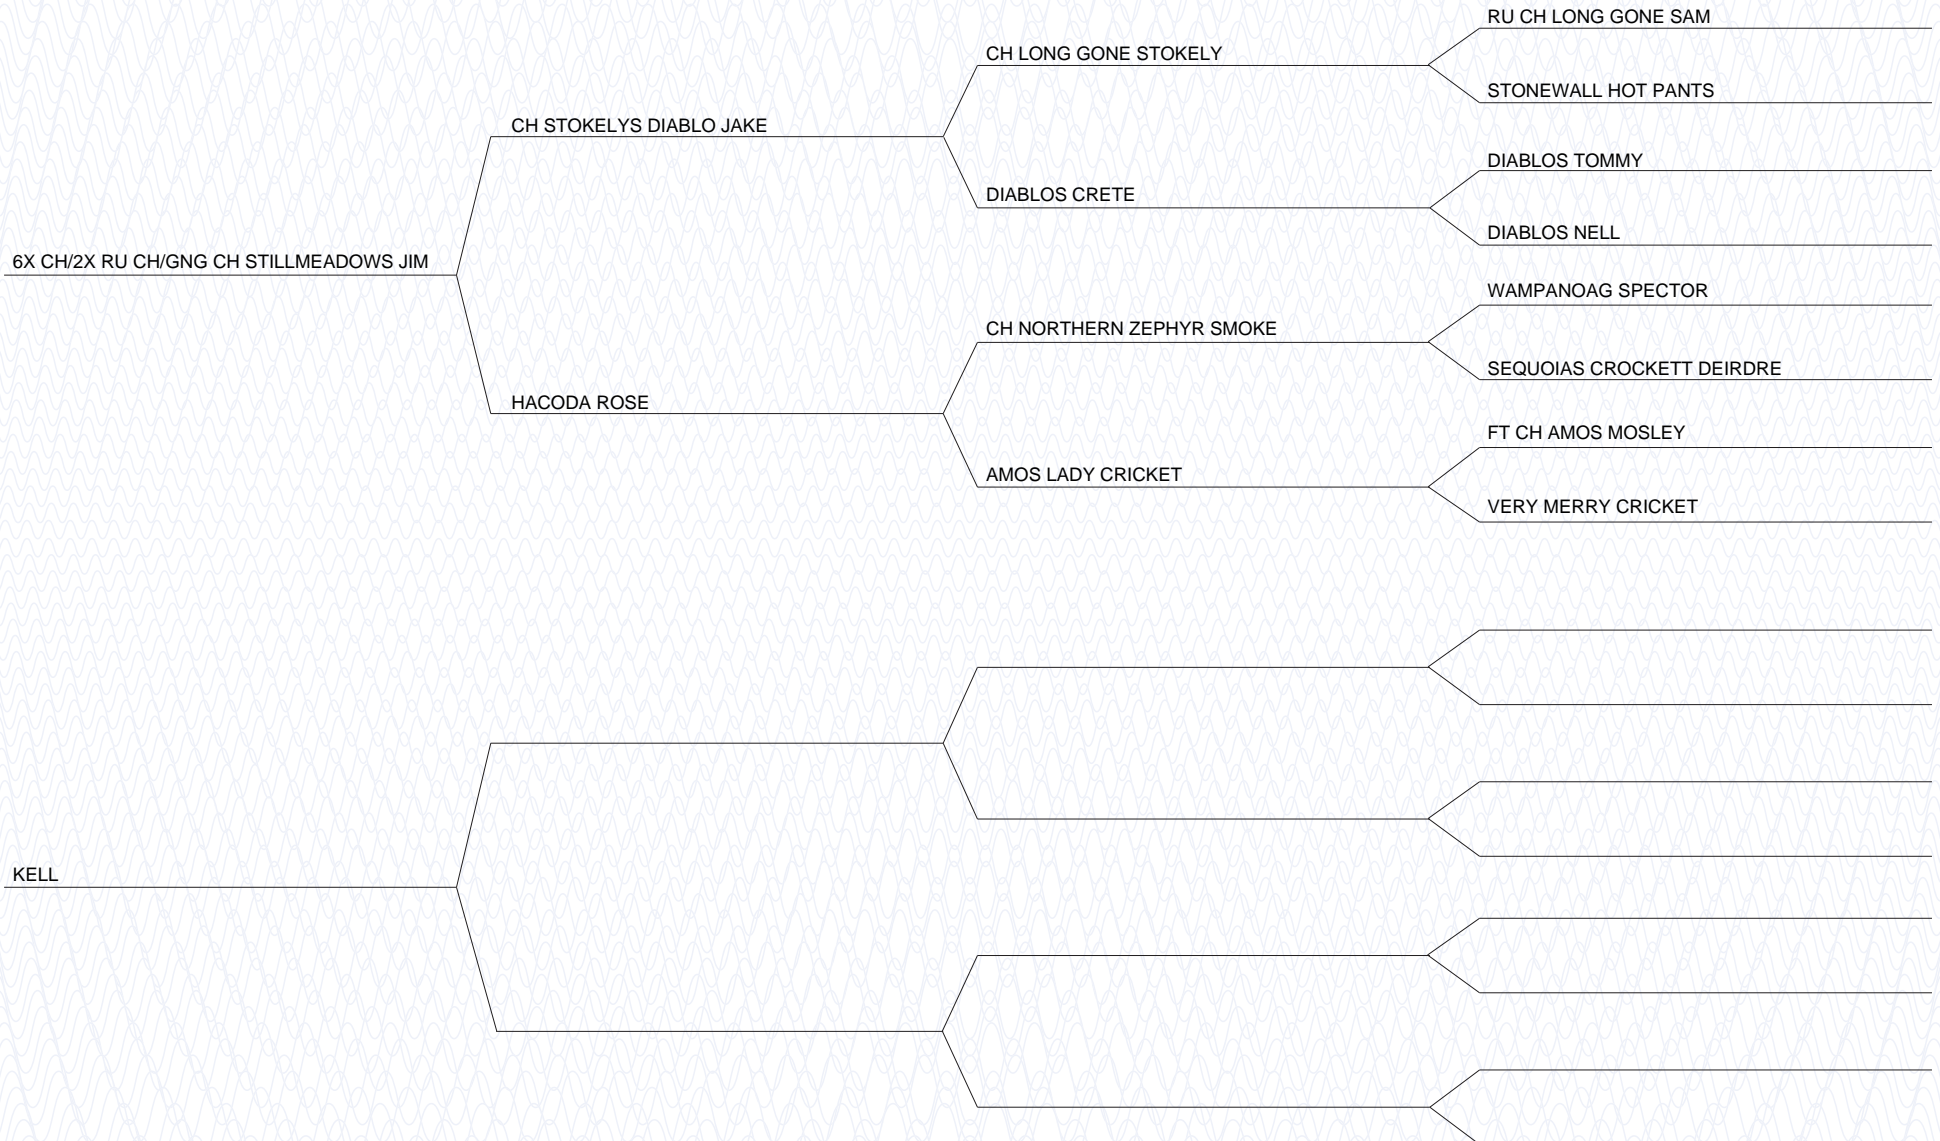 RU CH LONG GONE SAM
CH LONG GONE STOKELY
STONEWALL HOT PANTS
CH STOKELYS DIABLO JAKE
DIABLOS TOMMY
DIABLOS CRETE
DIABLOS NELL
6X CH/2X RU CH/GNG CH STILLMEADOWS JIM
WAMPANOAG SPECTOR
CH NORTHERN ZEPHYR SMOKE
SEQUOIAS CROCKETT DEIRDRE
HACODA ROSE
FT CH AMOS MOSLEY
AMOS LADY CRICKET
VERY MERRY CRICKET
KELL